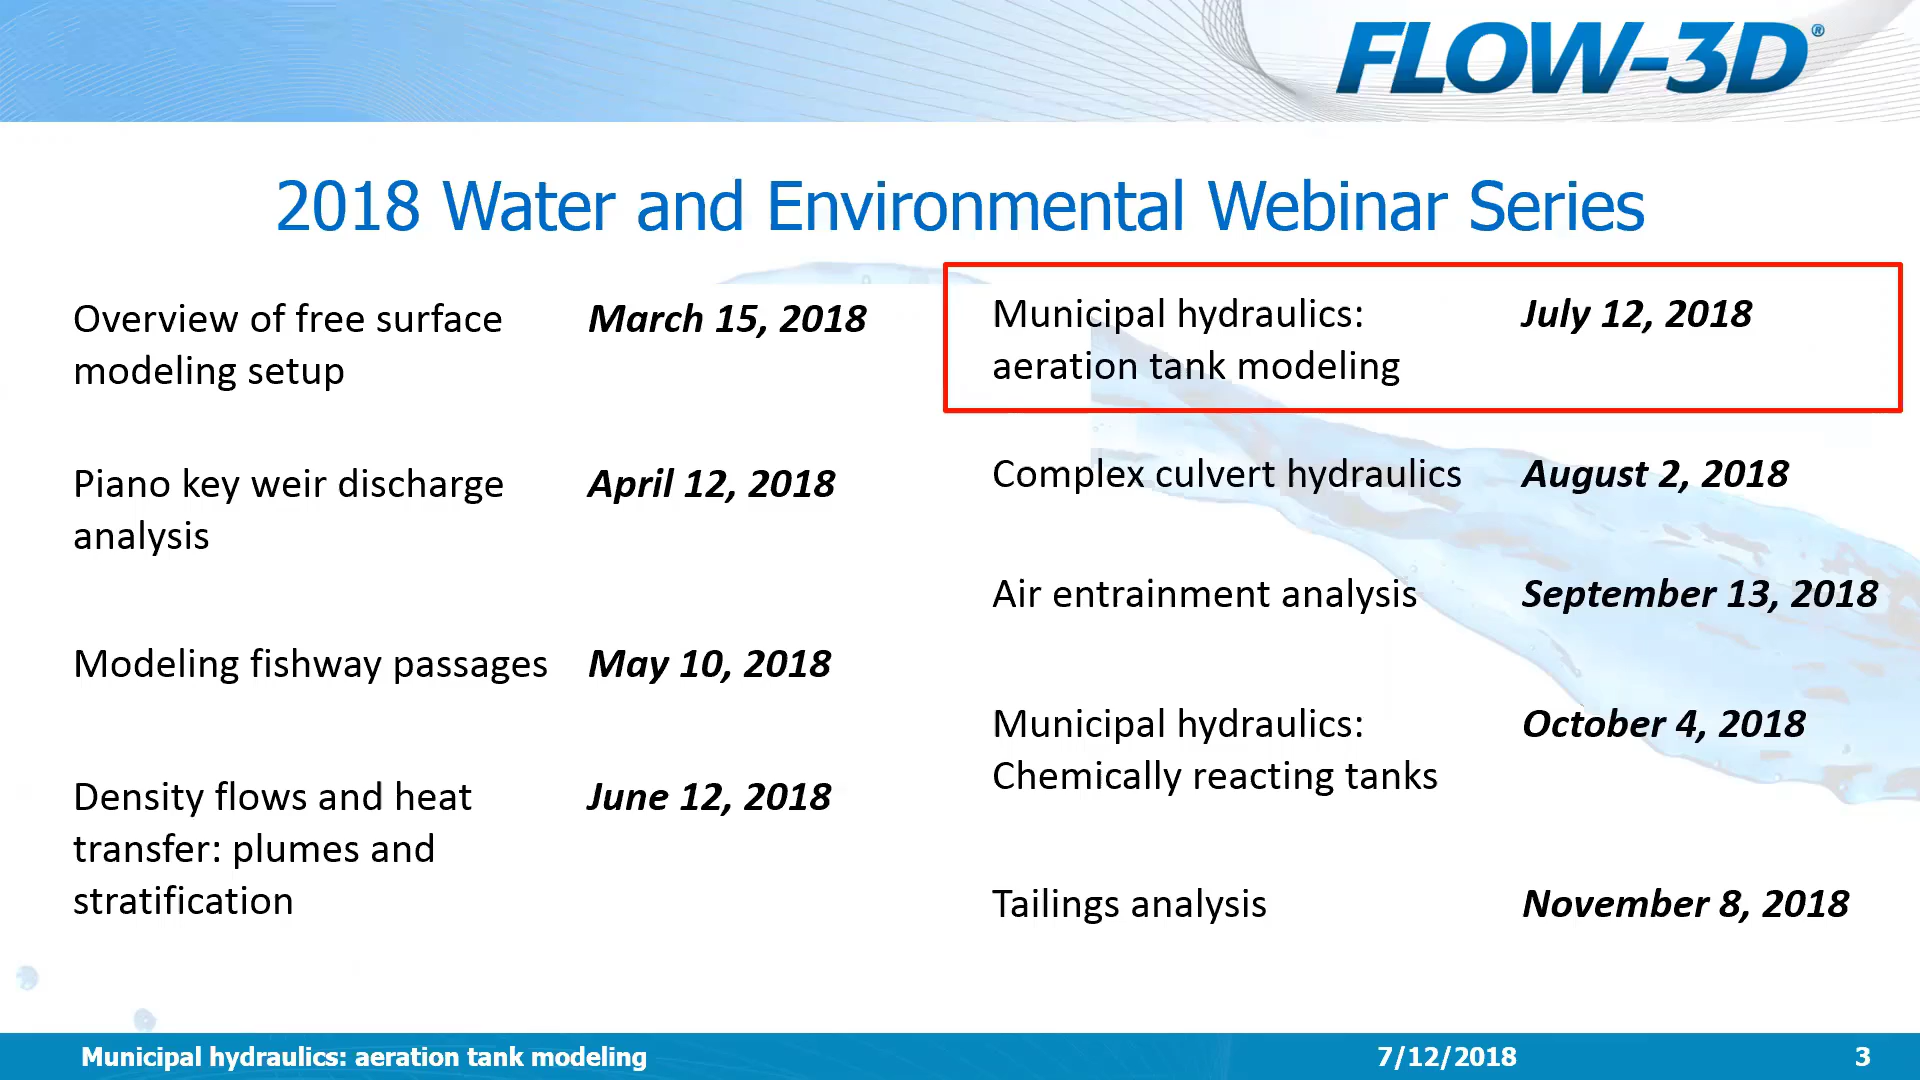 FLOW-3D®
2018 Water and Environmental Webinar Series
Overview of free surface
modeling setup
March 15, 2018
Piano key weir discharge
analysis
April 12, 2018
Modeling fishway passages
May 10, 2018
Density flows and heat
transfer: plumes and
stratification
June 12, 2018
Municipal hydraulics:
aeration tank modeling
July 12, 2018
Complex culvert hydraulics
August 2, 2018
Air entrainment analysis
September 13, 2018
Municipal hydraulics:
Chemically reacting tanks
October 4, 2018
Tailings analysis
November 8, 2018
Municipal hydraulics: aeration tank modeling
7/12/2018
3